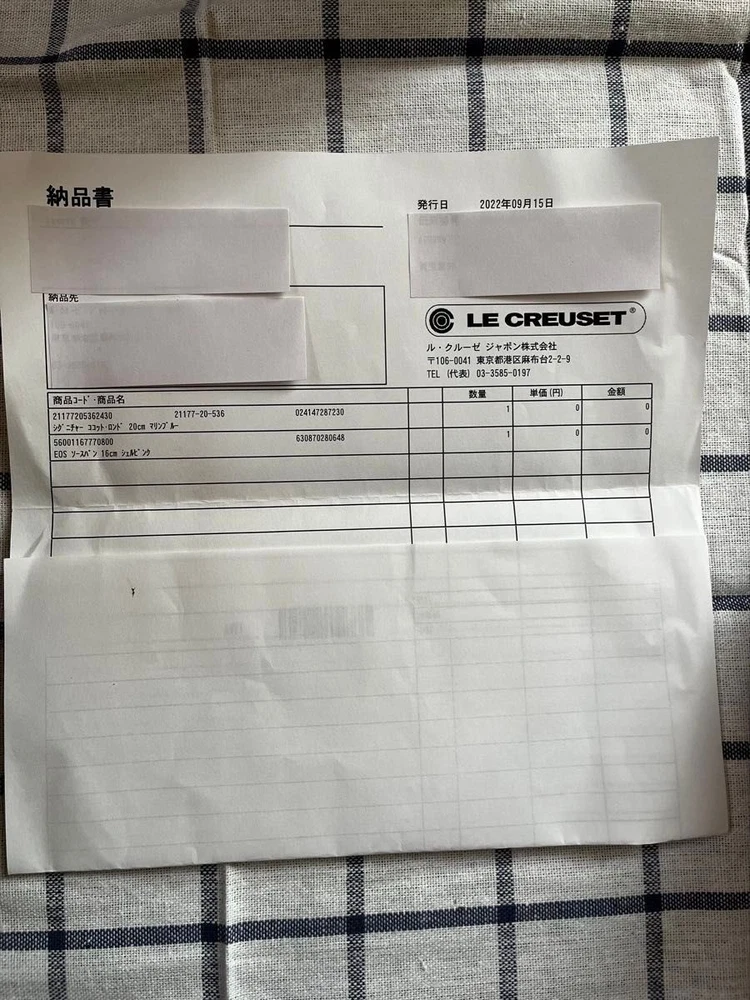 納品書
発行日 2022年09月15日
納品先
LE CREUSET®
ル・クルーゼ ジャポン株式会社
〒106-0041 東京都港区麻布台2-2-9
TEL (代表) 03-3585-0197
商品コード・商品名 数量 単価(円) 金額
21177205362430 21177-20-536 024147287230 1 0 0
シグニチャー ココット・ロンド 20cm マリンブルー
56001167770800 630870280648 1 0 0
EOS ソースパン 16cm シェルピンク